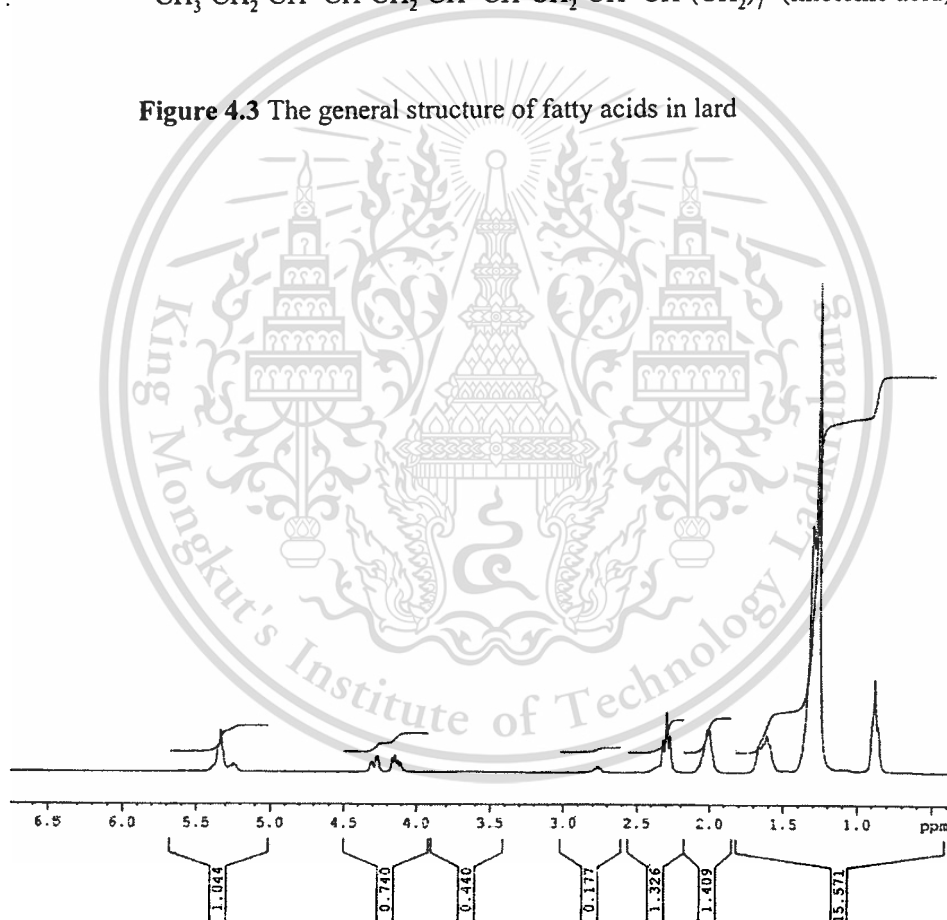 Figure 4.3 The general structure of fatty acids in lard
King Mongkut's Institute of Technology Ladkrabang
6.5 6.0 5.5 5.0 4.5 4.0 3.5 3.0 2.5 2.0 1.5 1.0 ppm
1.044 0.740 0.440 0.177 1.326 1.409 15.571